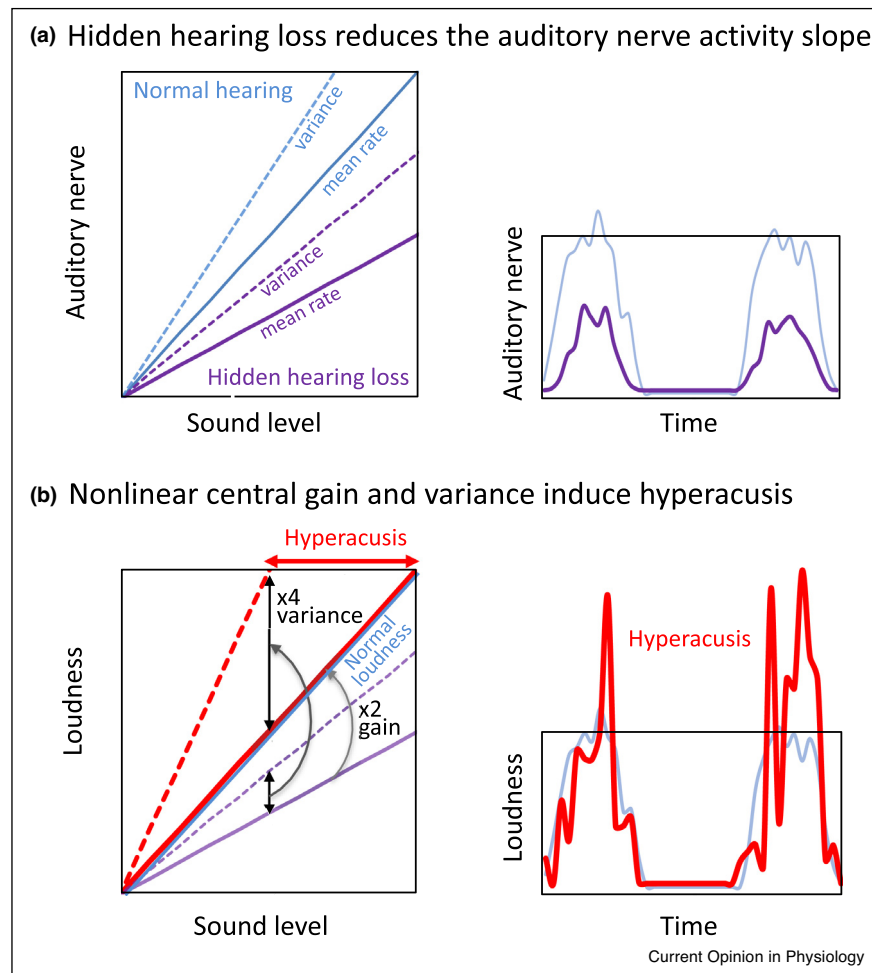 (a) Hidden hearing loss reduces the auditory nerve activity slope
Normal hearing
variance
mean rate
variance
mean rate
Hidden hearing loss
Auditory nerve
Sound level
Auditory nerve
Time
(b) Nonlinear central gain and variance induce hyperacusis
Hyperacusis
x4
variance
Normal
loudness
x2
gain
Loudness
Sound level
Hyperacusis
Loudness
Time
Current Opinion in Physiology